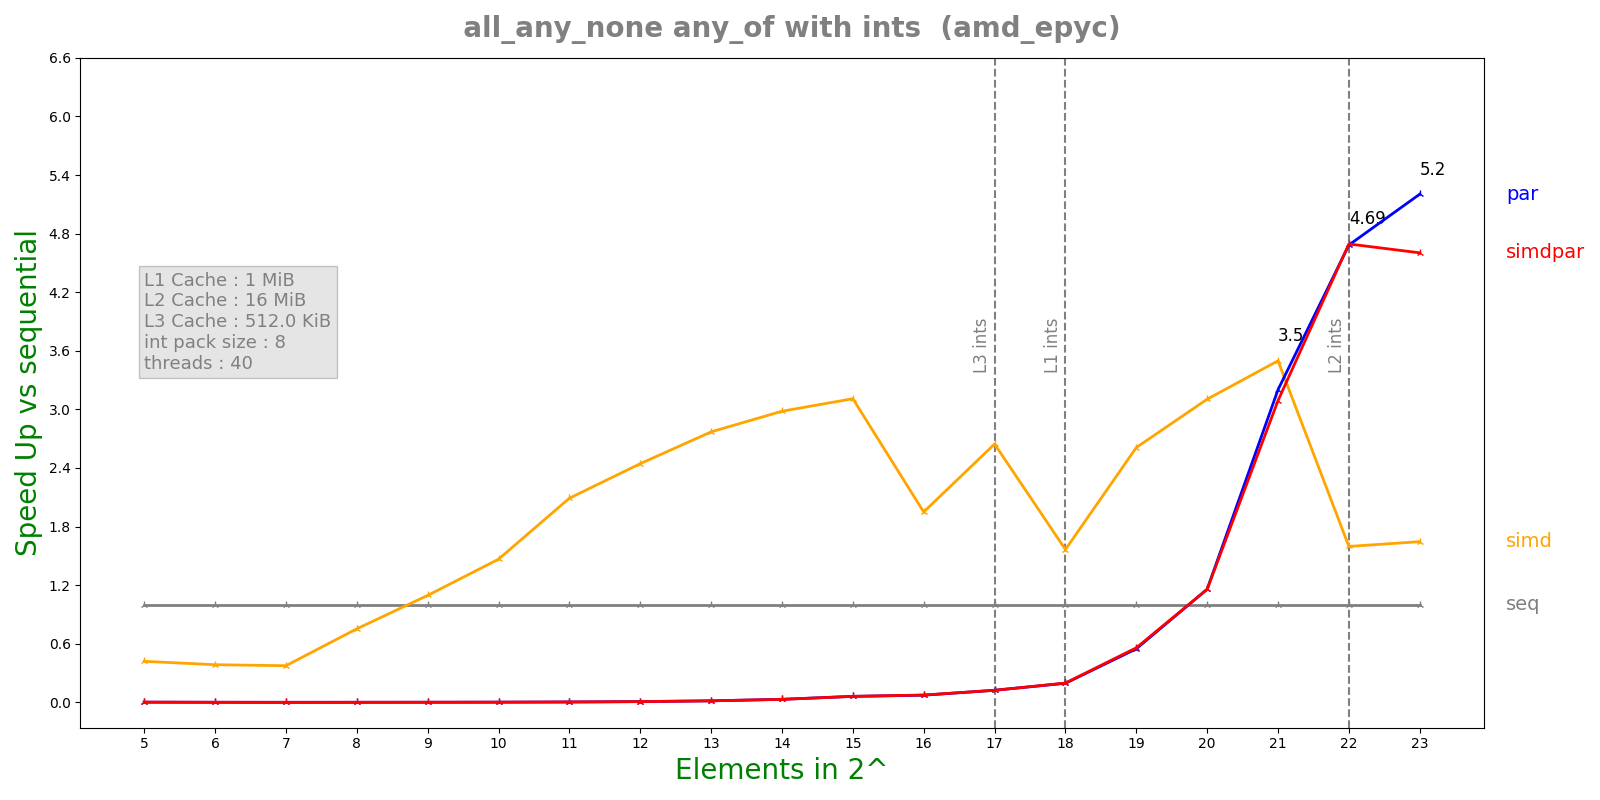 all_any_none any_of with ints  (amd_epyc)
Speed Up vs sequential
6.6
6.0
5.4
4.8
4.2
3.6
3.0
2.4
1.8
1.2
0.6
0.0
L1 Cache : 1 MiB
L2 Cache : 16 MiB
L3 Cache : 512.0 KiB
int pack size : 8
threads : 40
L3 ints
L1 ints
L2 ints
3.5
4.69
5.2
par
simdpar
simd
seq
5 6 7 8 9 10 11 12 13 14 15 16 17 18 19 20 21 22 23
Elements in 2^